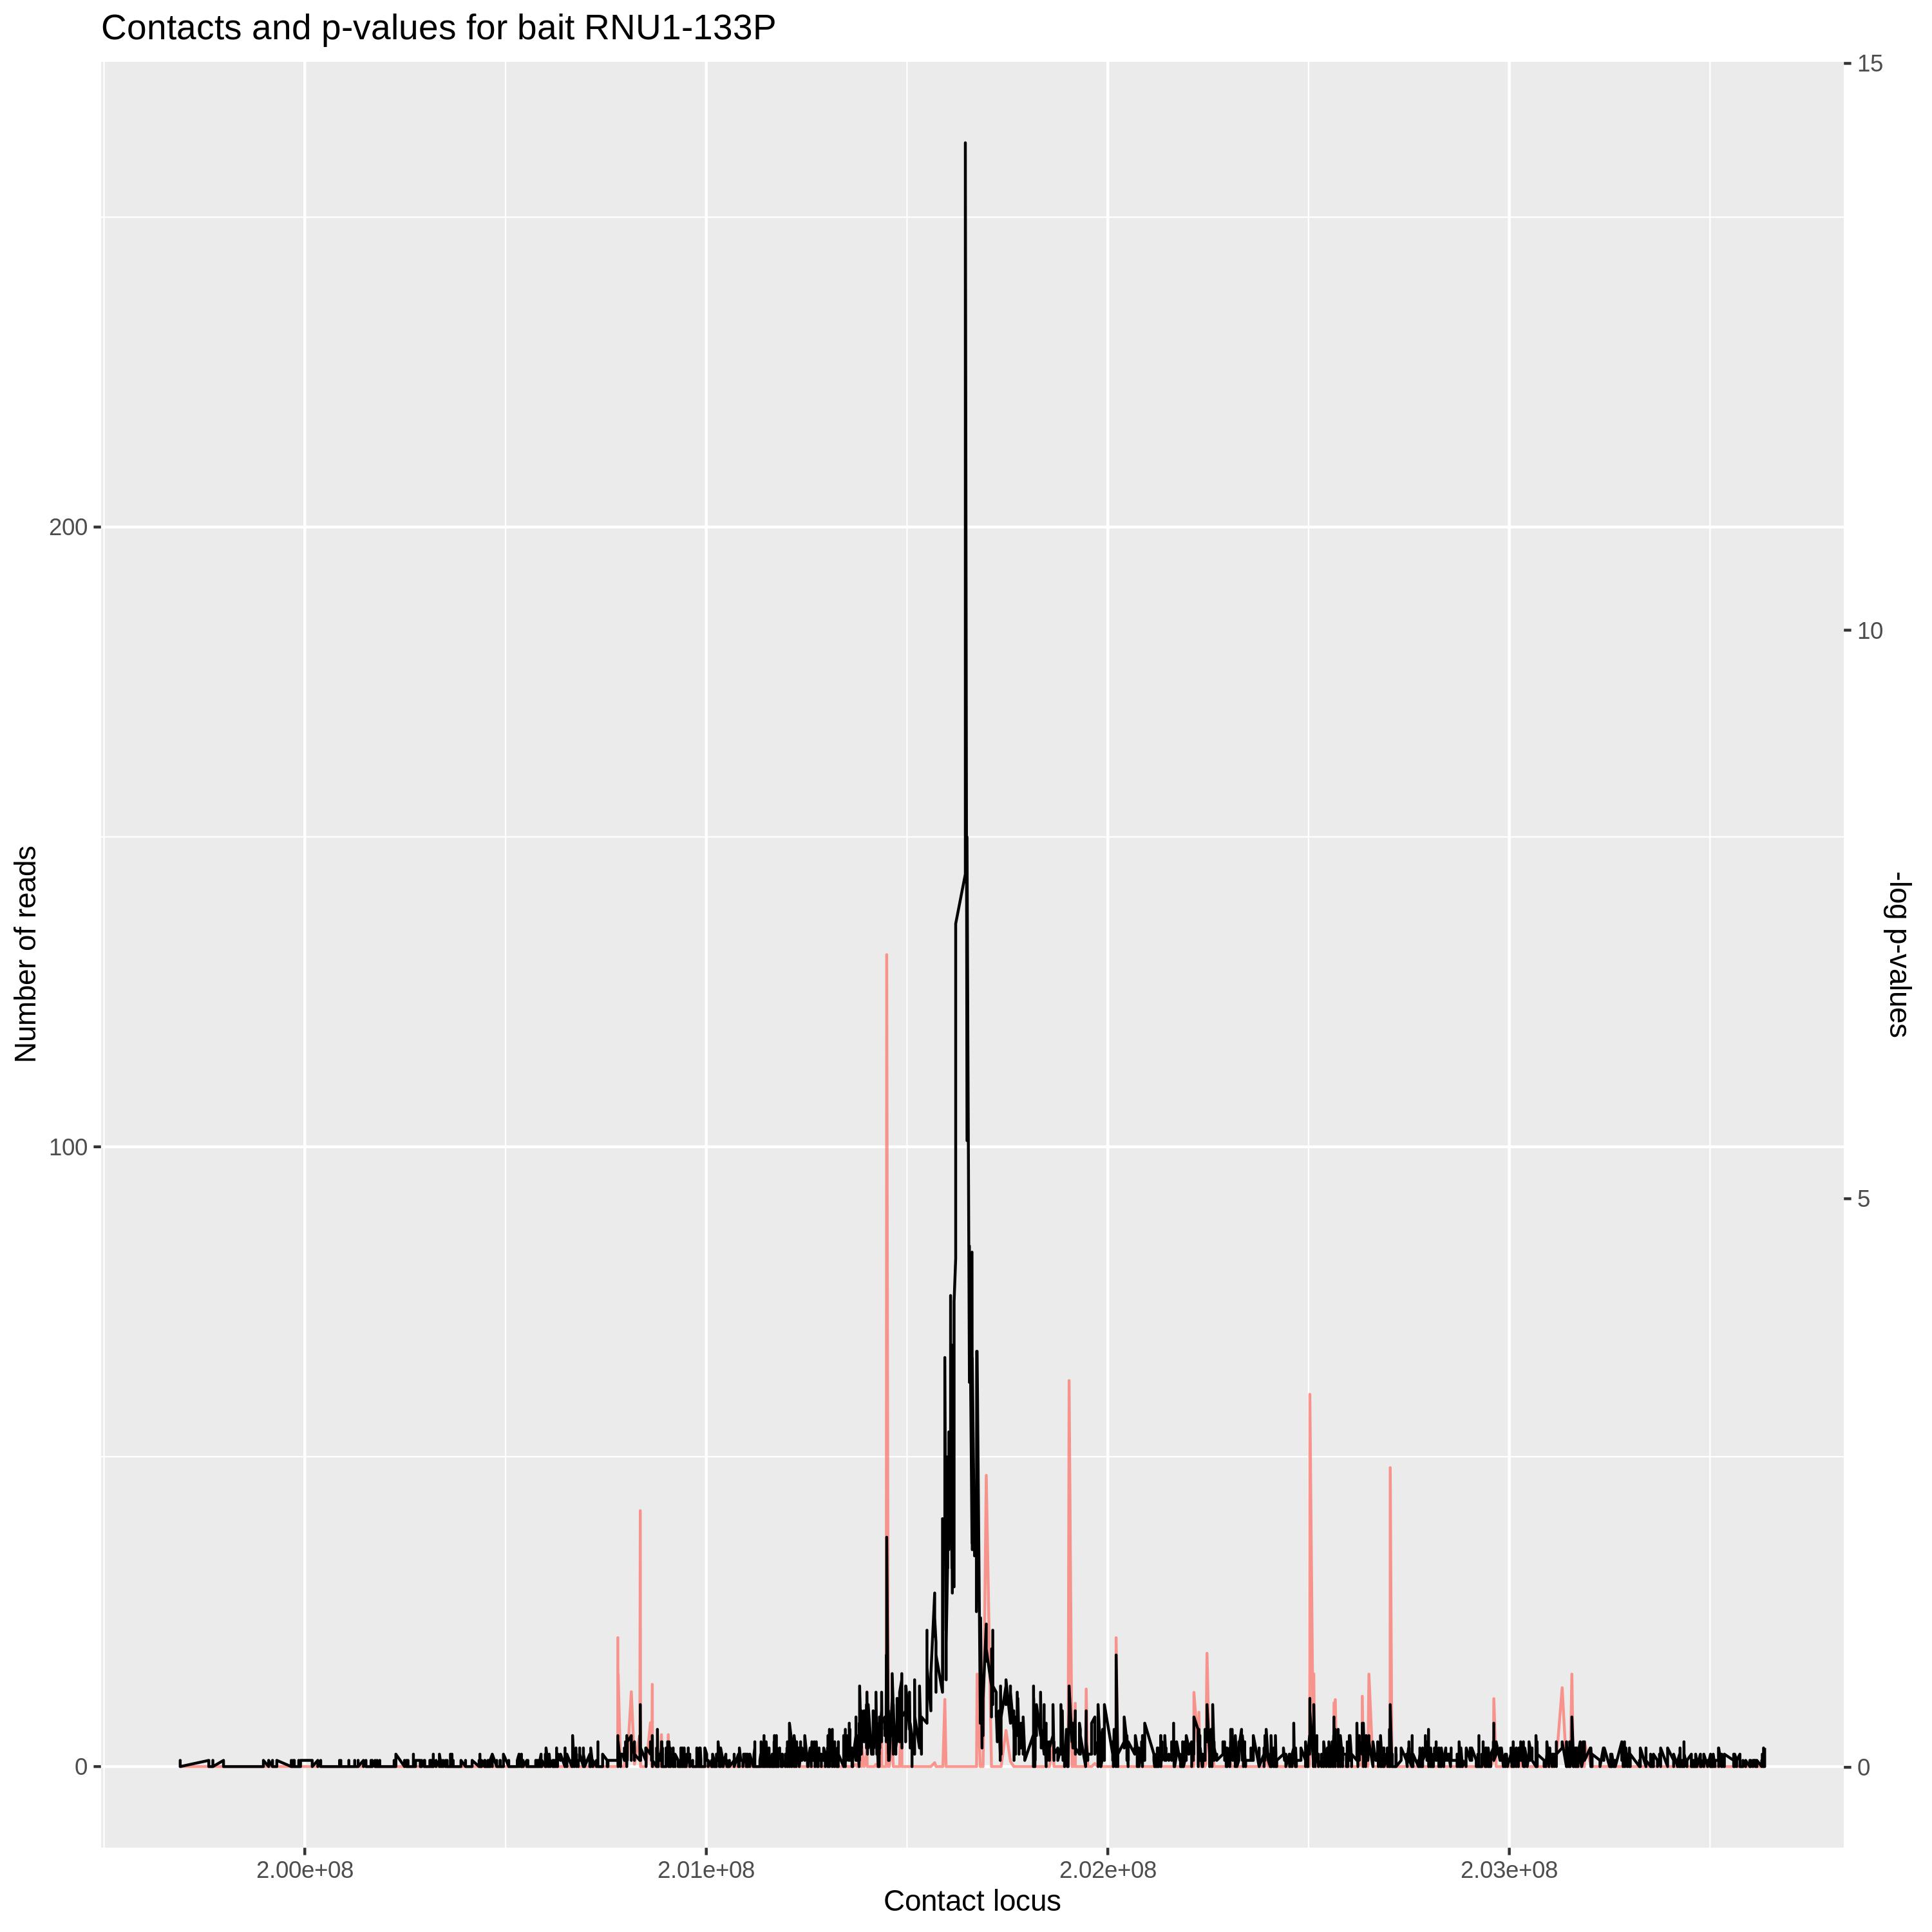 Contacts and p-values for bait RNU1-133P
15
200
10
Number of reads
-log p-values
100
5
0
0
2.00e+08
2.01e+08
2.02e+08
2.03e+08
Contact locus